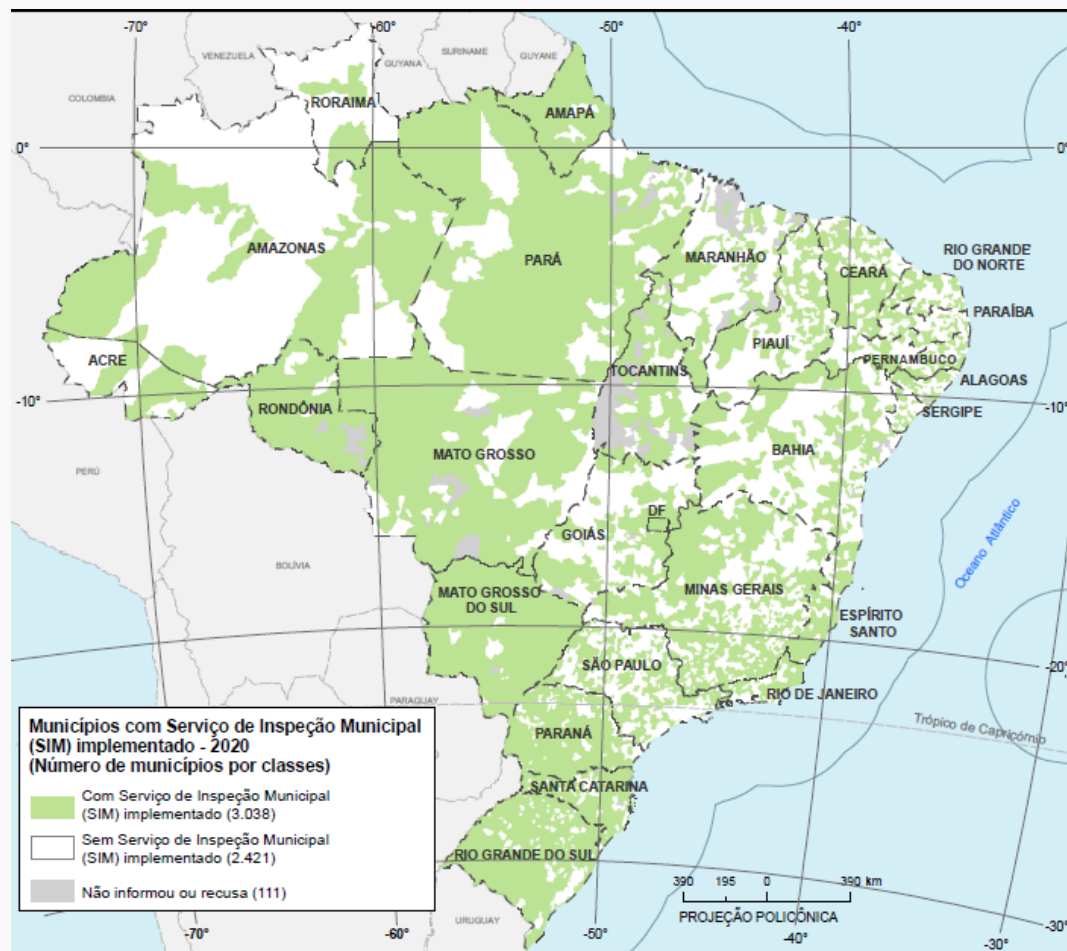 -70°
-60°
-50°
-40°
VENEZUELA
SURINAME
GUYANA
GUYANE
COLOMBIA
RORAIMA
AMAPÁ
0°
0°
AMAZONAS
PARÁ
MARANHÃO
CEARÁ
RIO GRANDE
DO NORTE
PARAÍBA
PIAUÍ
ACRE
PERNAMBUCO
TOCANTINS
ALAGOAS
-10°
-10°
RONDÔNIA
SERGIPE
MATO GROSSO
BAHIA
PERÚ
DF
GOIÁS
Oceano Atlântico
BOLÍVIA
MATO GROSSO
DO SUL
MINAS GERAIS
ESPÍRITO
SANTO
SÃO PAULO
-20°
RIO DE JANEIRO
PARAGUAY
Trópico de Capricórnio
PARANÁ
SANTA CATARINA
RIO GRANDE DO SUL
URUGUAY
Municípios com Serviço de Inspeção Municipal
(SIM) implementado - 2020
(Número de municípios por classes)
Com Serviço de Inspeção Municipal
(SIM) implementado (3.038)
Sem Serviço de Inspeção Municipal
(SIM) implementado (2.421)
Não informou ou recusa (111)
390 195 0 390 km
PROJEÇÃO POLICÔNICA
-70°
-60°
-50°
-40°
-30°
-30°